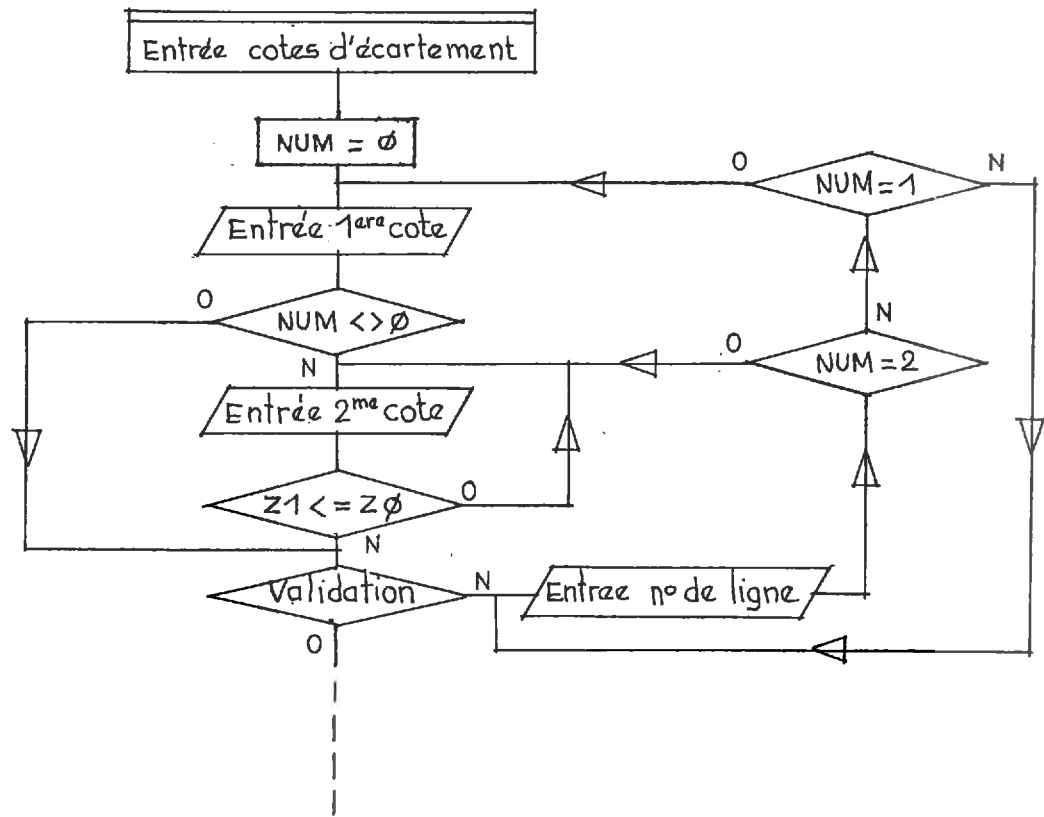 Entrée cotes d'écartement
NUM = Ø
O
NUM=1
N
Entrée 1ère cote
O
NUM <> Ø
N
O
NUM=2
N
Entrée 2me cote
Z1 <= ZØ
O
N
Validation
N
Entree no de ligne
O